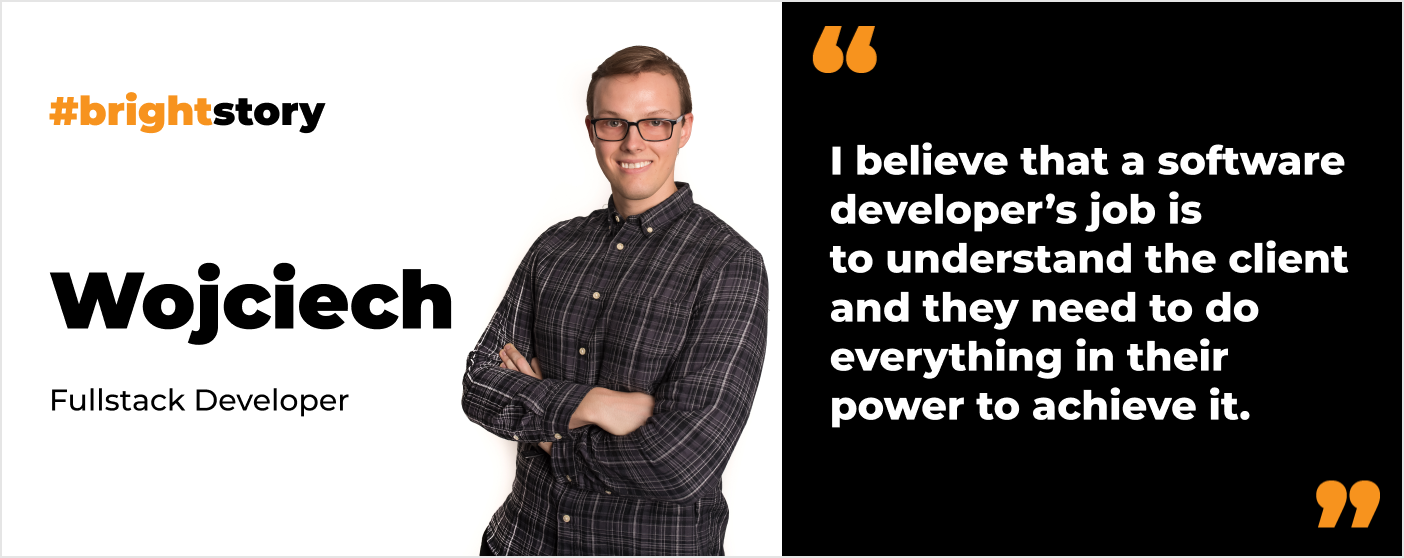 #brightstory
Wojciech
Fullstack Developer
“
I believe that a software
developer’s job is
to understand the client
and they need to do
everything in their
power to achieve it.
”